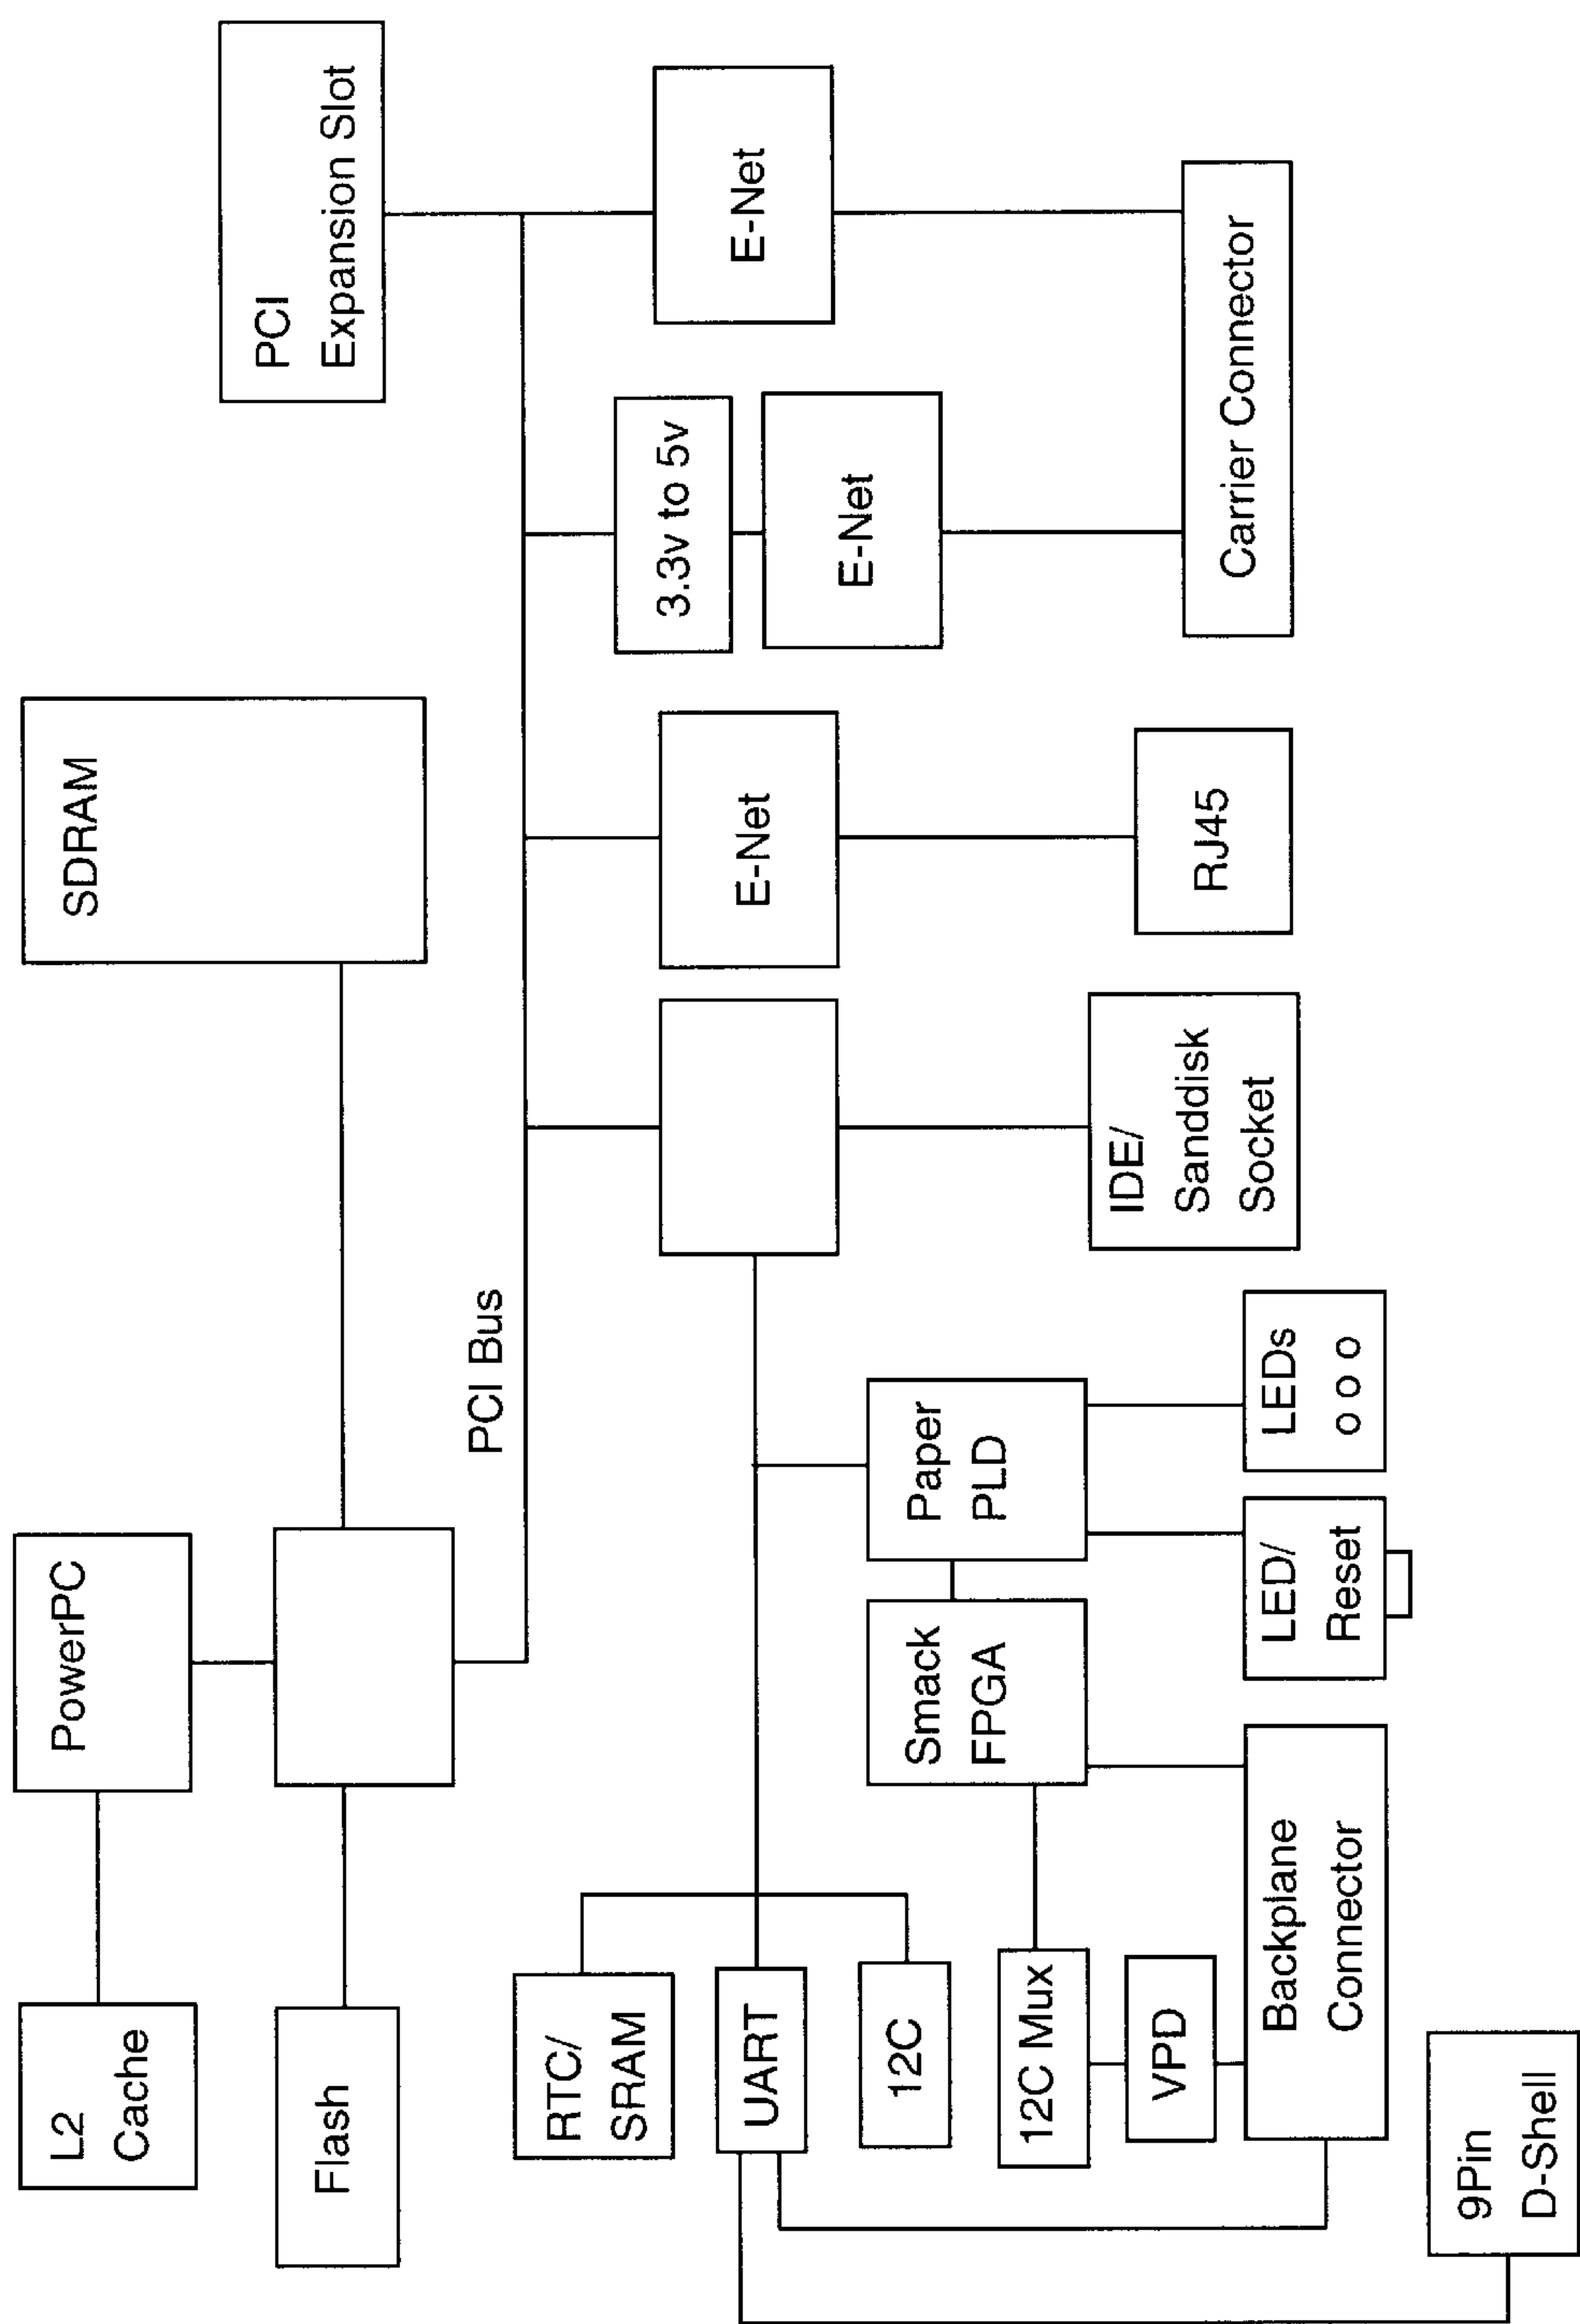 L2
Cache
PowerPC
SDRAM
PCI
Expansion Slot
Flash
PCI Bus
RTC/
SRAM
UART
12C
12C Mux
VPD
Smack
FPGA
Paper
PLD
E-Net
3.3v to 5v
E-Net
E-Net
Backplane
Connector
LED/
Reset
LEDs
o o o
IDE/
Sanddisk
Socket
RJ45
Carrier Connector
9Pin
D-Shell